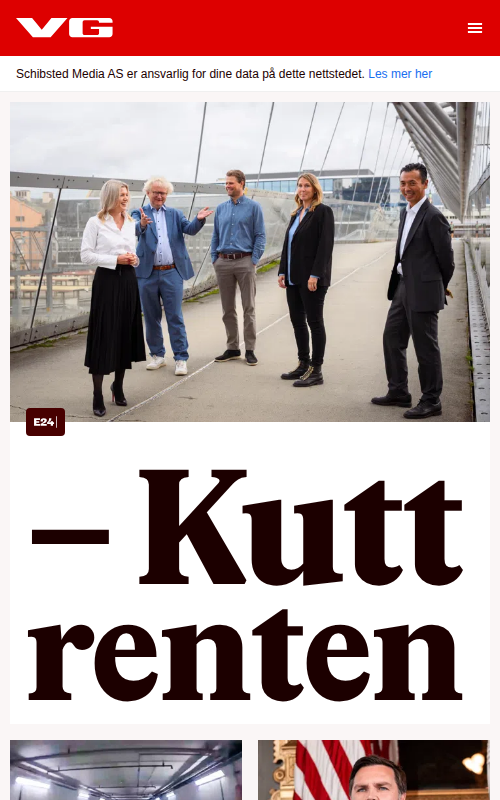 VG
Schibsted Media AS er ansvarlig for dine data på dette nettstedet. Les mer her
E24
– Kutt
renten